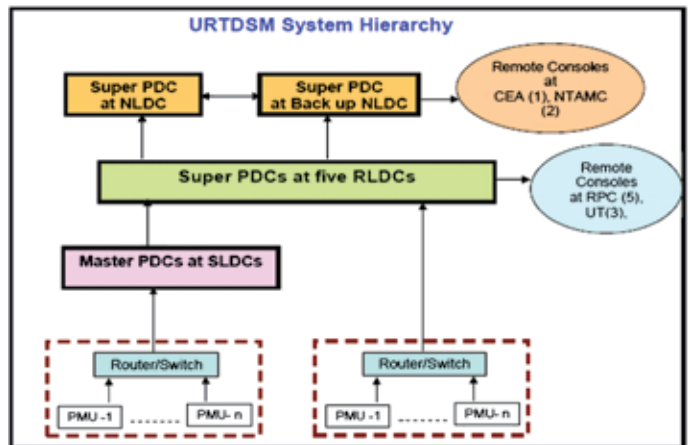 URTDSM System Hierarchy
Super PDC
at NLDC
Super PDC
at Back up NLDC
Remote Consoles
at
CEA (1), NTAMC
(2)
Super PDCs at five RLDCs
Remote
Consoles
at RPC (5),
UT(3),
Master PDCs at SLDCs
Router/Switch
PMU -1 ........ PMU- n
Router/Switch
PMU -1 ........ PMU- n